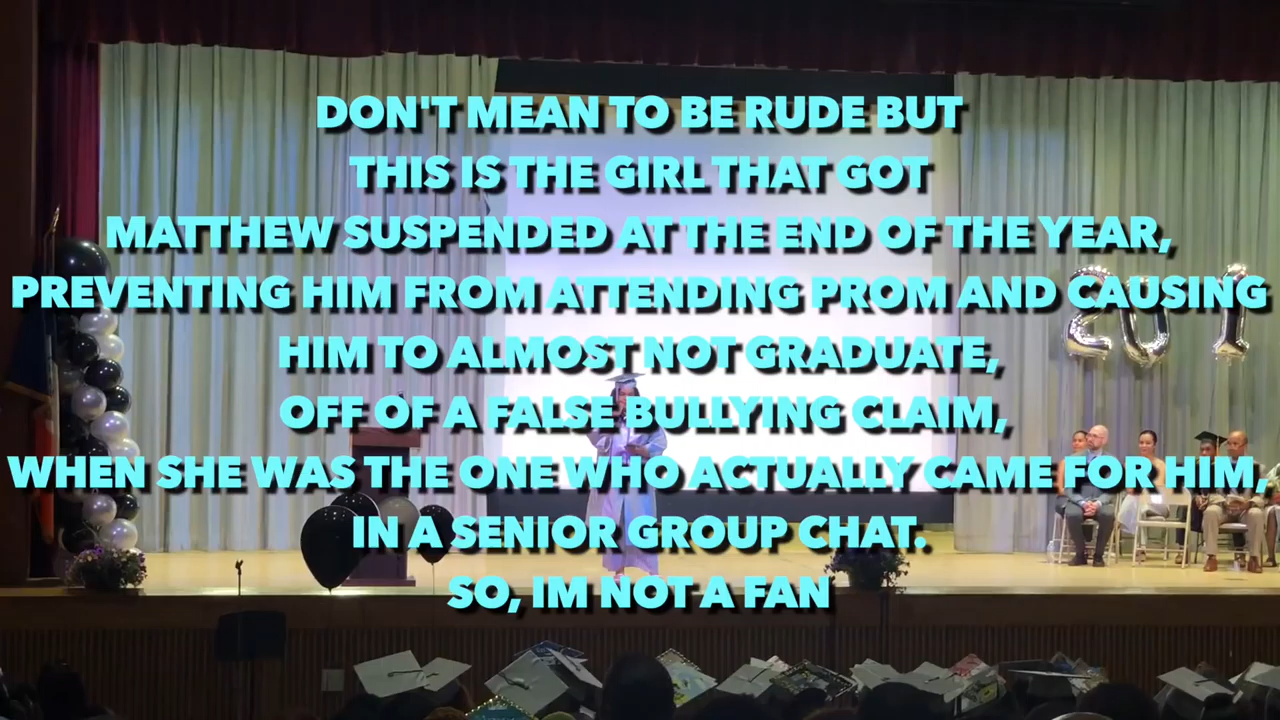 DON'T MEAN TO BE RUDE BUT
THIS IS THE GIRL THAT GOT
MATTHEW SUSPENDED AT THE END OF THE YEAR,
PREVENTING HIM FROM ATTENDING PROM AND CAUSING
HIM TO ALMOST NOT GRADUATE,
OFF OF A FALSE BULLYING CLAIM,
WHEN SHE WAS THE ONE WHO ACTUALLY CAME FOR HIM,
IN A SENIOR GROUP CHAT.
SO, IM NOT A FAN
201